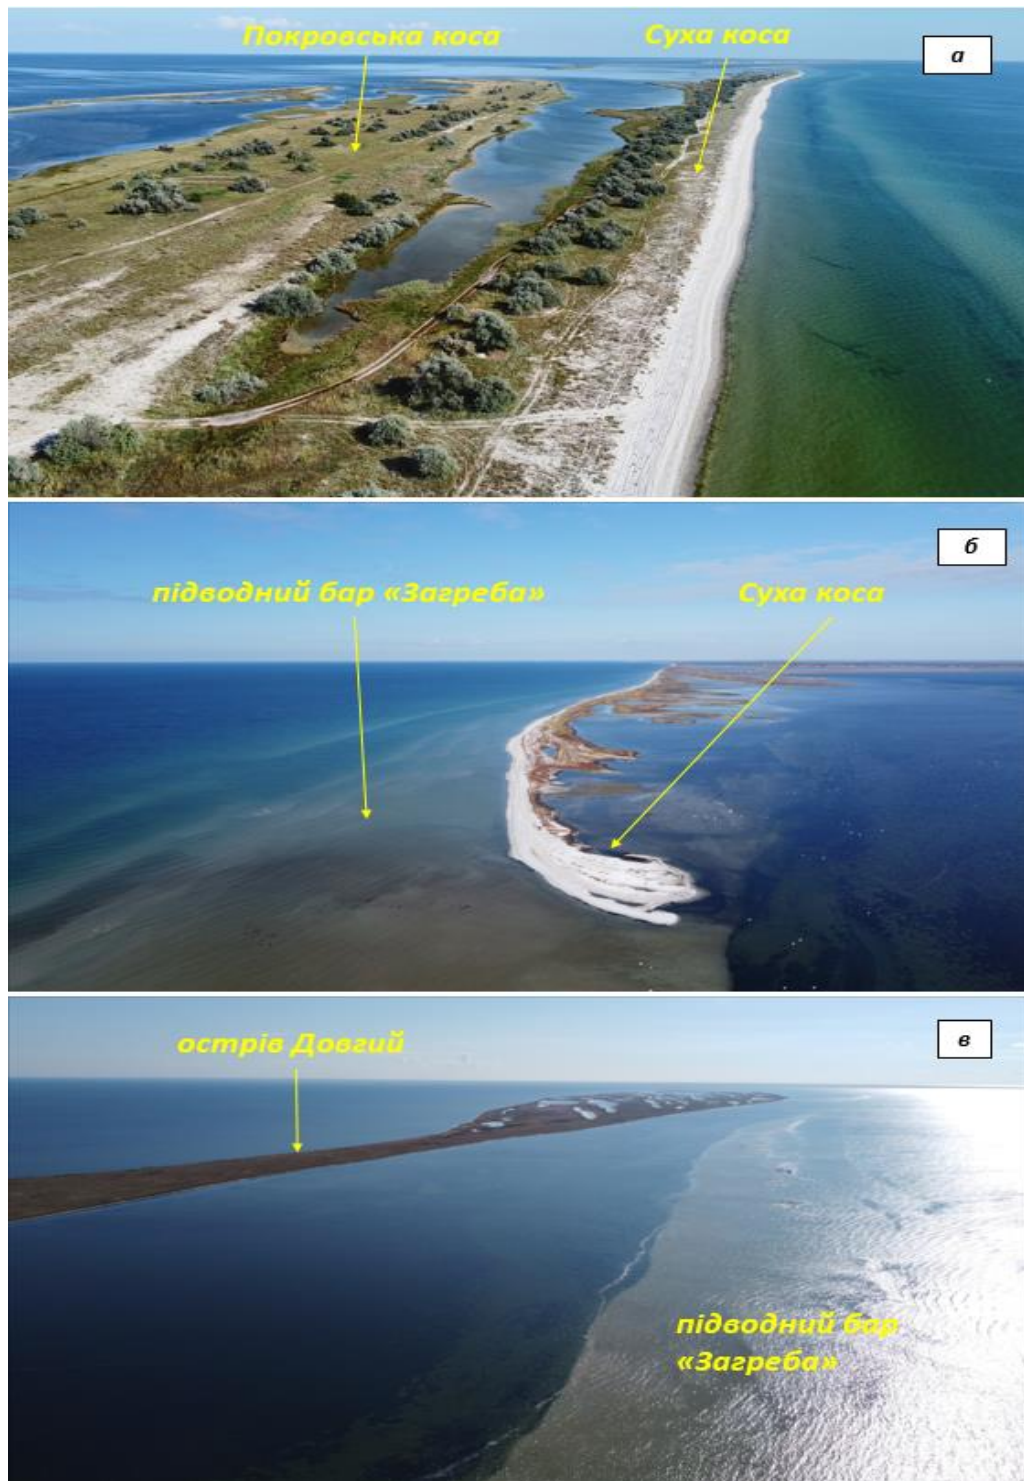 Покровська коса
Суха коса
а
б
підводний бар «Загреба»
Суха коса
в
острів Довгий
підводний бар
«Загреба»